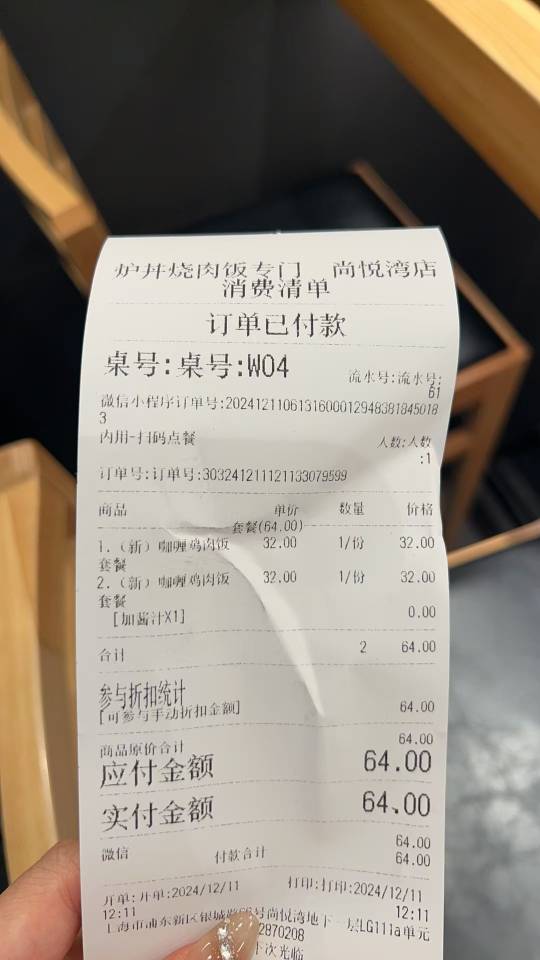 炉丼烧肉饭专门 尚悦湾店
消费清单
订单已付款
桌号:桌号:W04
流水号:流水号:
61
微信小程序订单号:2024121106131600012948381845018
3
内用-扫码点餐 人数:人数
:1
订单号:订单号:303241211121133079599
商品 单价 数量 价格
套餐(64.00)
1.（新）咖喱鸡肉饭 32.00 1/份 32.00
套餐
2.（新）咖喱鸡肉饭 32.00 1/份 32.00
套餐
[加酱汁X1] 0.00
合计 2 64.00
参与折扣统计
[可参与手动折扣金额] 64.00
商品原价合计 64.00
应付金额 64.00
实付金额 64.00
微信 64.00
付款合计 64.00
开单:开单:2024/12/11 打印:打印:2024/12/11
12:11 12:11
上海市浦东新区银城路 号尚悦湾地下一层LG111a单元
2870208
下次光临